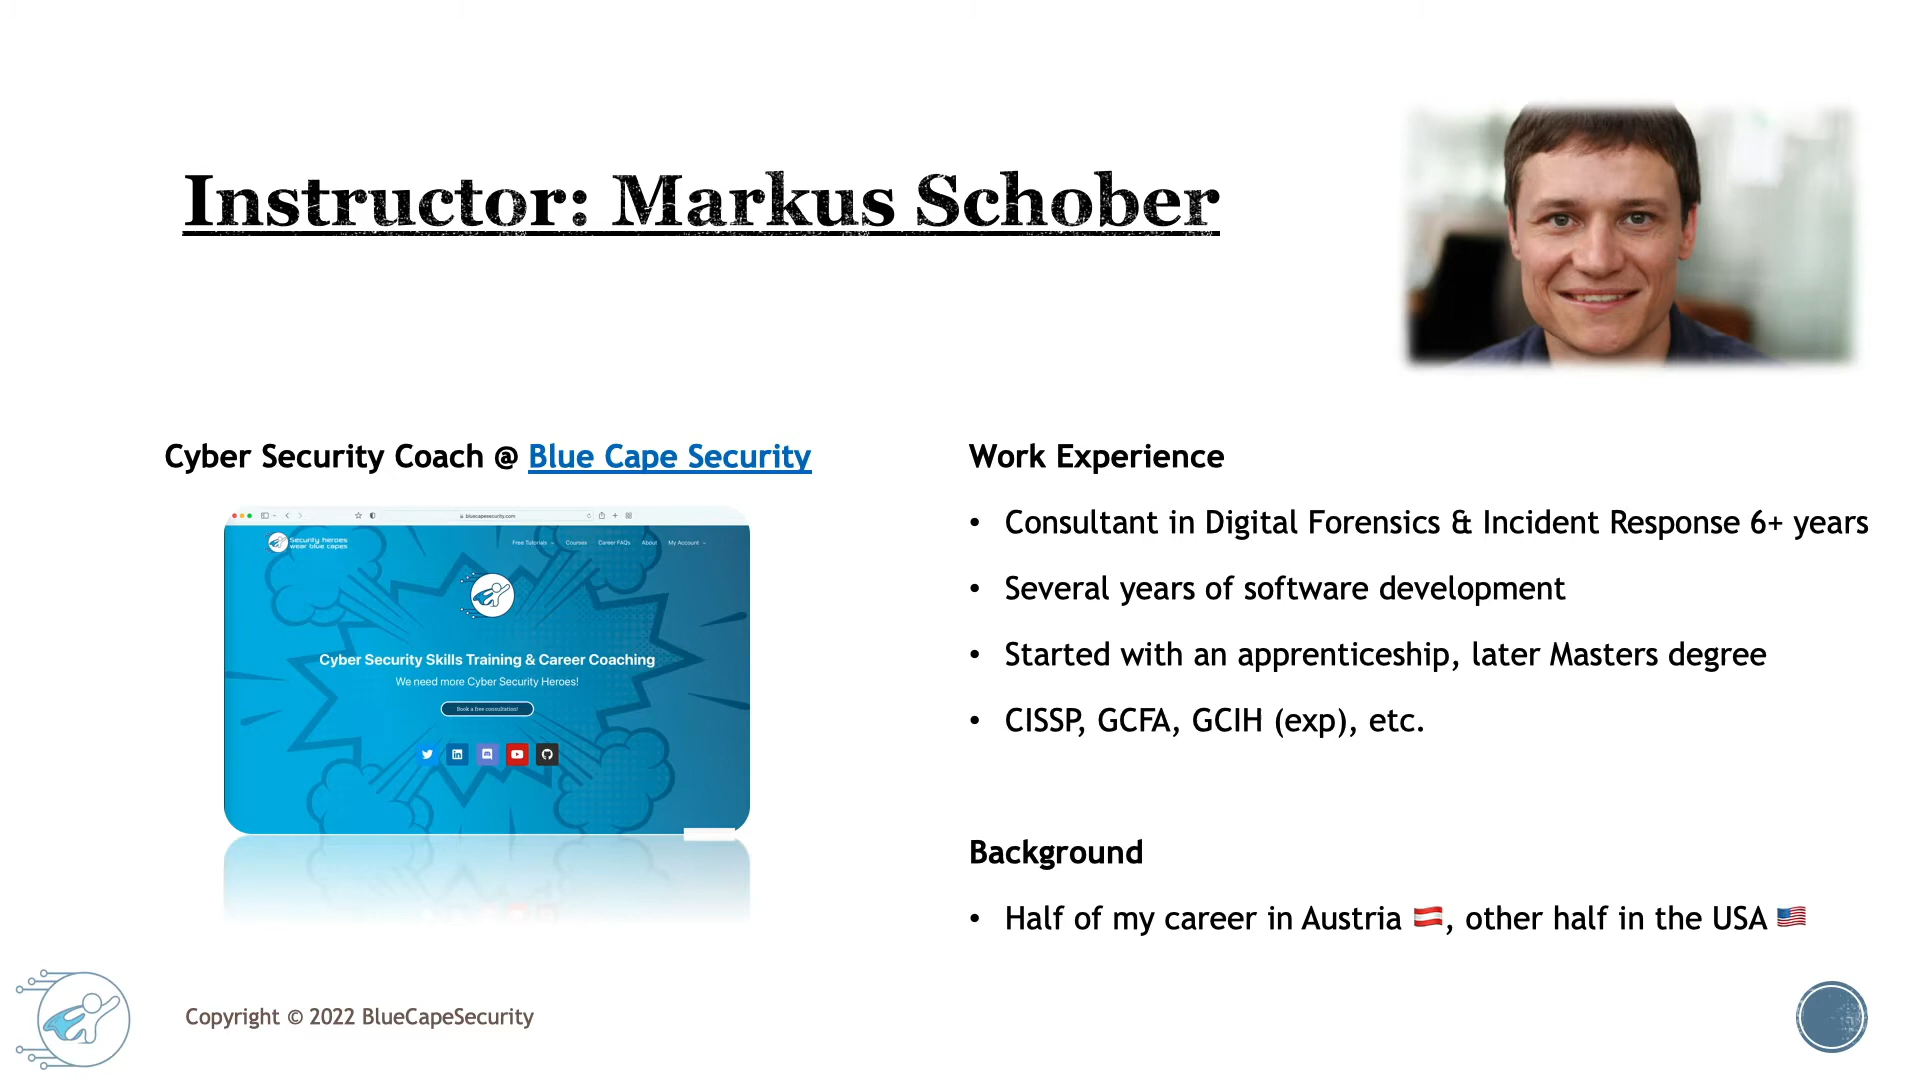 Instructor: Markus Schober
Cyber Security Coach @ Blue Cape Security
bluecapesecurity.com
Security heroes
wear blue capes
Free Tutorials
Courses
Career FAQs
About
My Account
Cyber Security Skills Training & Career Coaching
We need more Cyber Security Heroes!
Book a free consultation!
Work Experience
• Consultant in Digital Forensics & Incident Response 6+ years
• Several years of software development
• Started with an apprenticeship, later Masters degree
• CISSP, GCFA, GCIH (exp), etc.
Background
• Half of my career in Austria 🇦🇹, other half in the USA 🇺🇸
Copyright © 2022 BlueCapeSecurity